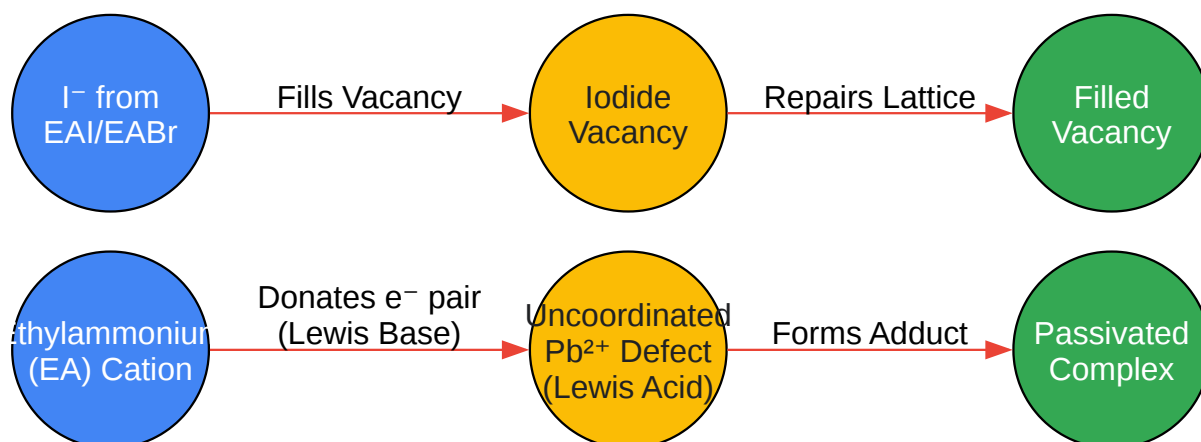 I⁻ from
EAI/EABr
Fills Vacancy
Iodide
Vacancy
Repairs Lattice
Filled
Vacancy
Ethylammonium
(EA) Cation
Donates e⁻ pair
(Lewis Base)
Uncoordinated
Pb²⁺ Defect
(Lewis Acid)
Forms Adduct
Passivated
Complex